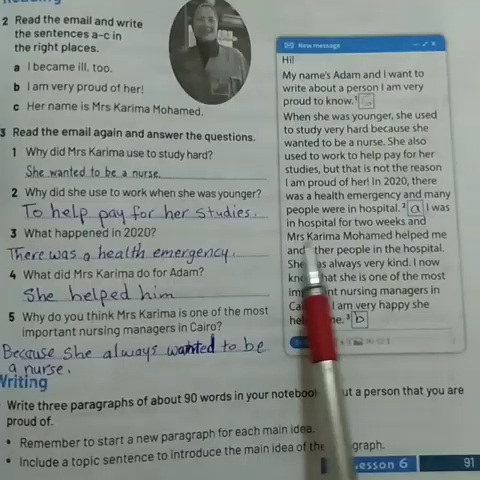 2 Read the email and write
the sentences a–c in
the right places.
a I became ill, too.
b I am very proud of her!
c Her name is Mrs Karima Mohamed.
3 Read the email again and answer the questions.
1 Why did Mrs Karima use to study hard?
She wanted to be a nurse.
2 Why did she use to work when she was younger?
To help pay for her studies.
3 What happened in 2020?
There was a health emergency.
4 What did Mrs Karima do for Adam?
She helped him
5 Why do you think Mrs Karima is one of the most
important nursing managers in Cairo?
Because she always wanted to be
a nurse.
New message
Hi!
My name's Adam and I want to
write about a person I am very
proud to know. 1
When she was younger, she used
to study very hard because she
wanted to be a nurse. She also
used to work to help pay for her
studies, but that is not the reason
I am proud of her! In 2020, there
was a health emergency and many
people were in hospital. 2 a I was
in hospital for two weeks and
Mrs Karima Mohamed helped me
and other people in the hospital.
She always very kind. I now
that she is one of the most
nursing managers in
I am very happy she
3 b
Writing
Write three paragraphs of about 90 words in your a person that you are
proud of.
• Remember to start a new paragraph for each main idea.
• Include a topic sentence to introduce the main idea of
Lesson 6 91